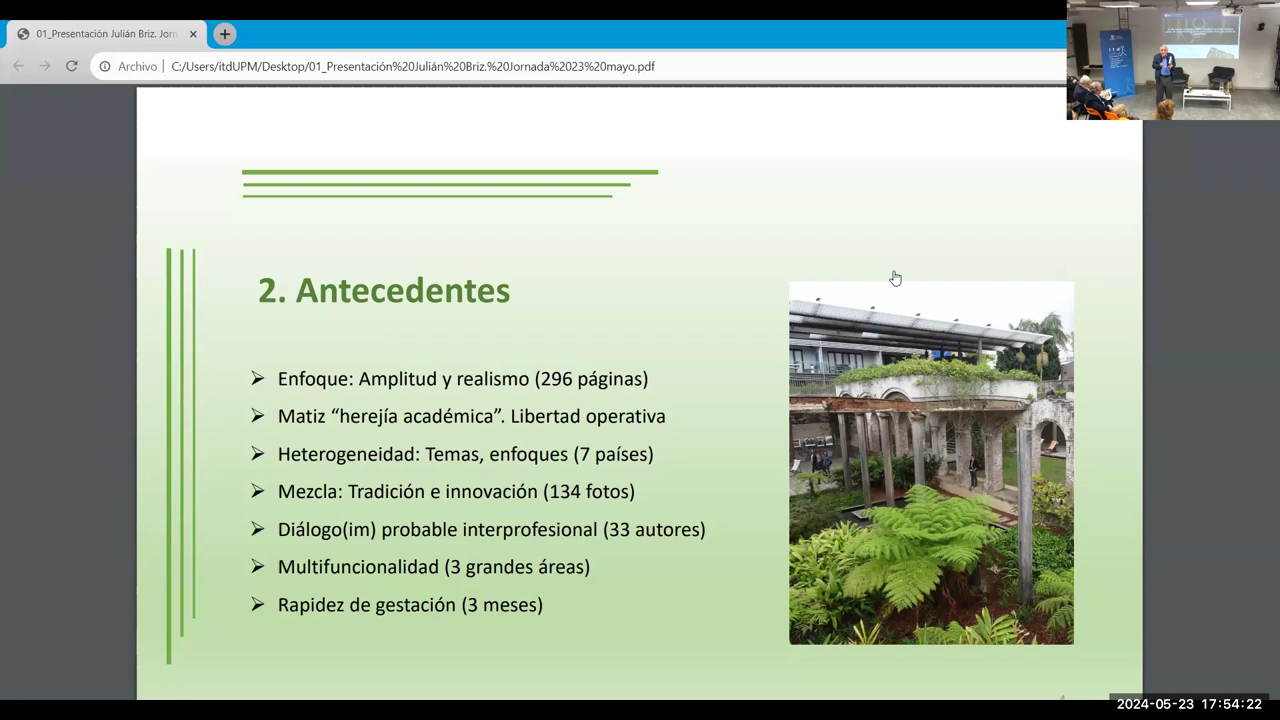 01_Presentación Julián Briz. Jorn
Archivo
C:/Users/itdUPM/Desktop/01_Presentación%20Julián%20Briz.%20Jornada%2023%20mayo.pdf
2. Antecedentes
➢ Enfoque: Amplitud y realismo (296 páginas)
➢ Matiz “herejía académica”. Libertad operativa
➢ Heterogeneidad: Temas, enfoques (7 países)
➢ Mezcla: Tradición e innovación (134 fotos)
➢ Diálogo(im) probable interprofesional (33 autores)
➢ Multifuncionalidad (3 grandes áreas)
➢ Rapidez de gestación (3 meses)
2024-05-23 17:54:22